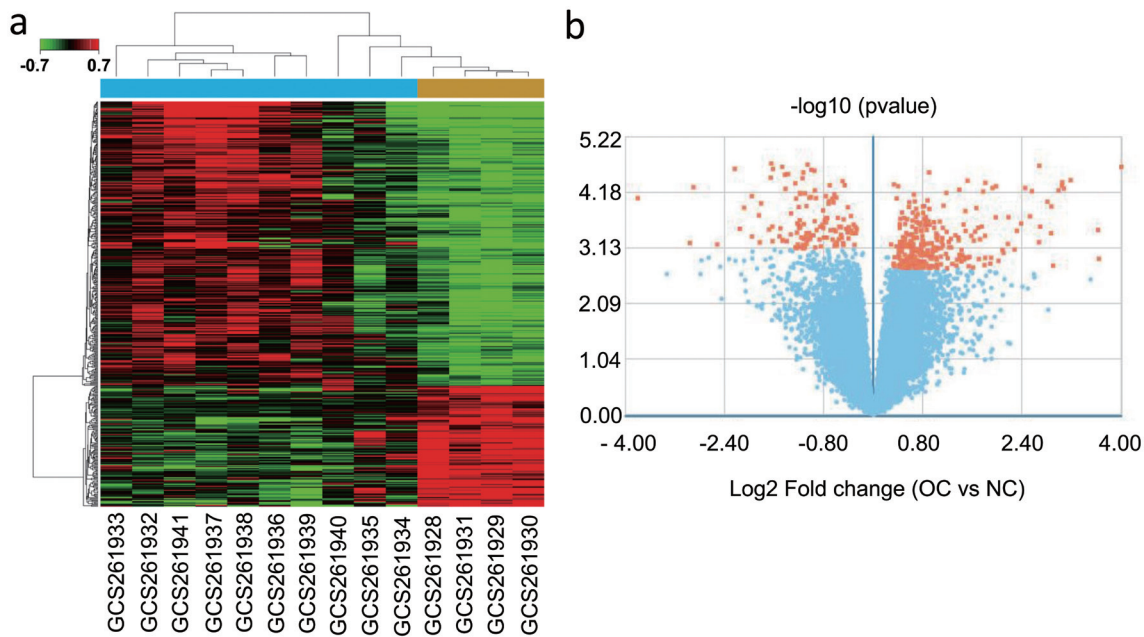 a
-0.7 0.7
GCS261933 GCS261932 GCS261941 GCS261937 GCS261938 GCS261936 GCS261939 GCS261940 GCS261935 GCS261934 GCS261928 GCS261931 GCS261929 GCS261930
b
-log10 (pvalue)
5.22
4.18
3.13
2.09
1.04
0.00
-4.00 -2.40 -0.80 0.80 2.40 4.00
Log2 Fold change (OC vs NC)